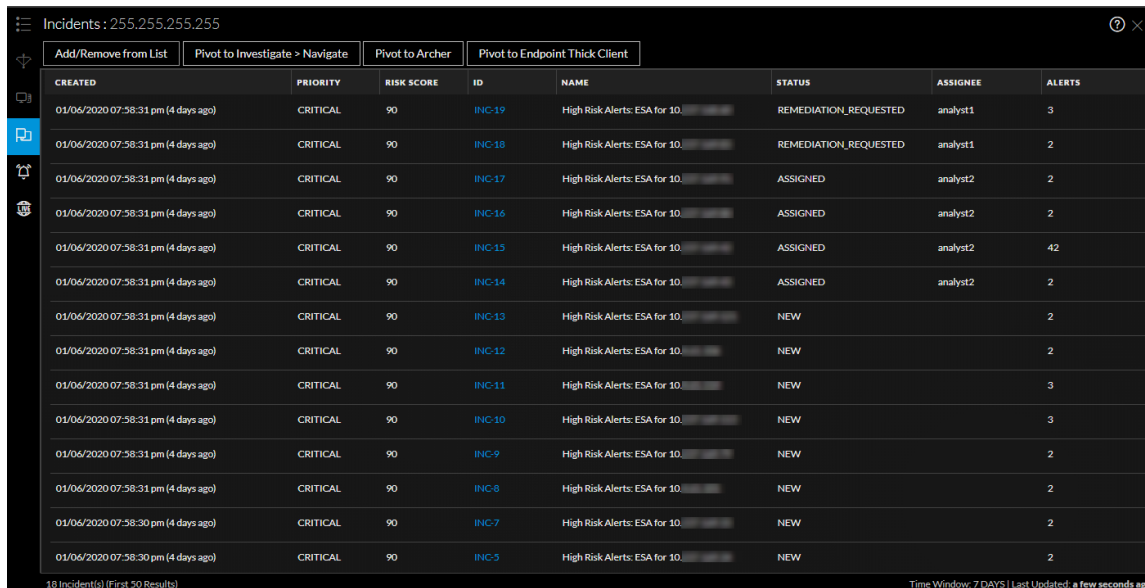 Incidents : 255.255.255.255
Add/Remove from List Pivot to Investigate > Navigate Pivot to Archer Pivot to Endpoint Thick Client
CREATED PRIORITY RISK SCORE ID NAME STATUS ASSIGNEE ALERTS
01/06/2020 07:58:31 pm (4 days ago) CRITICAL 90 INC-19 High Risk Alerts: ESA for 10. REMEDIATION_REQUESTED analyst1 3
01/06/2020 07:58:31 pm (4 days ago) CRITICAL 90 INC-18 High Risk Alerts: ESA for 10. REMEDIATION_REQUESTED analyst1 2
01/06/2020 07:58:31 pm (4 days ago) CRITICAL 90 INC-17 High Risk Alerts: ESA for 10. ASSIGNED analyst2 2
01/06/2020 07:58:31 pm (4 days ago) CRITICAL 90 INC-16 High Risk Alerts: ESA for 10. ASSIGNED analyst2 2
LIVE
01/06/2020 07:58:31 pm (4 days ago) CRITICAL 90 INC-15 High Risk Alerts: ESA for 10. ASSIGNED analyst2 42
01/06/2020 07:58:31 pm (4 days ago) CRITICAL 90 INC-14 High Risk Alerts: ESA for 10. ASSIGNED analyst2 2
01/06/2020 07:58:31 pm (4 days ago) CRITICAL 90 INC-13 High Risk Alerts: ESA for 10. NEW 2
01/06/2020 07:58:31 pm (4 days ago) CRITICAL 90 INC-12 High Risk Alerts: ESA for 10. NEW 2
01/06/2020 07:58:31 pm (4 days ago) CRITICAL 90 INC-11 High Risk Alerts: ESA for 10. NEW 3
01/06/2020 07:58:31 pm (4 days ago) CRITICAL 90 INC-10 High Risk Alerts: ESA for 10. NEW 3
01/06/2020 07:58:31 pm (4 days ago) CRITICAL 90 INC-9 High Risk Alerts: ESA for 10. NEW 2
01/06/2020 07:58:31 pm (4 days ago) CRITICAL 90 INC-8 High Risk Alerts: ESA for 10. NEW 2
01/06/2020 07:58:30 pm (4 days ago) CRITICAL 90 INC-7 High Risk Alerts: ESA for 10. NEW 2
01/06/2020 07:58:30 pm (4 days ago) CRITICAL 90 INC-5 High Risk Alerts: ESA for 10. NEW 2
18 Incident(s) (First 50 Results) Time Window: 7 DAYS | Last Updated: a few seconds ag